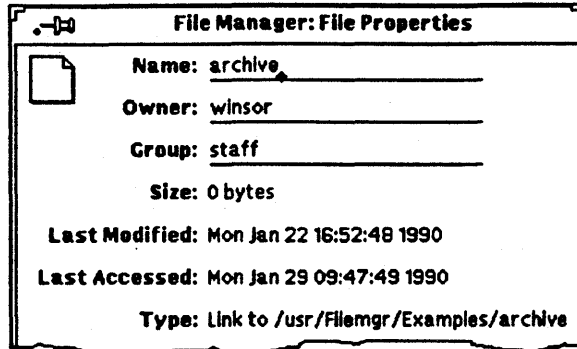 File Manager: File Properties
Name: archive
Owner: winsor
Group: staff
Size: 0 bytes
Last Modified: Mon Jan 22 16:52:48 1990
Last Accessed: Mon Jan 29 09:47:49 1990
Type: Link to /usr/Filemgr/Examples/archive